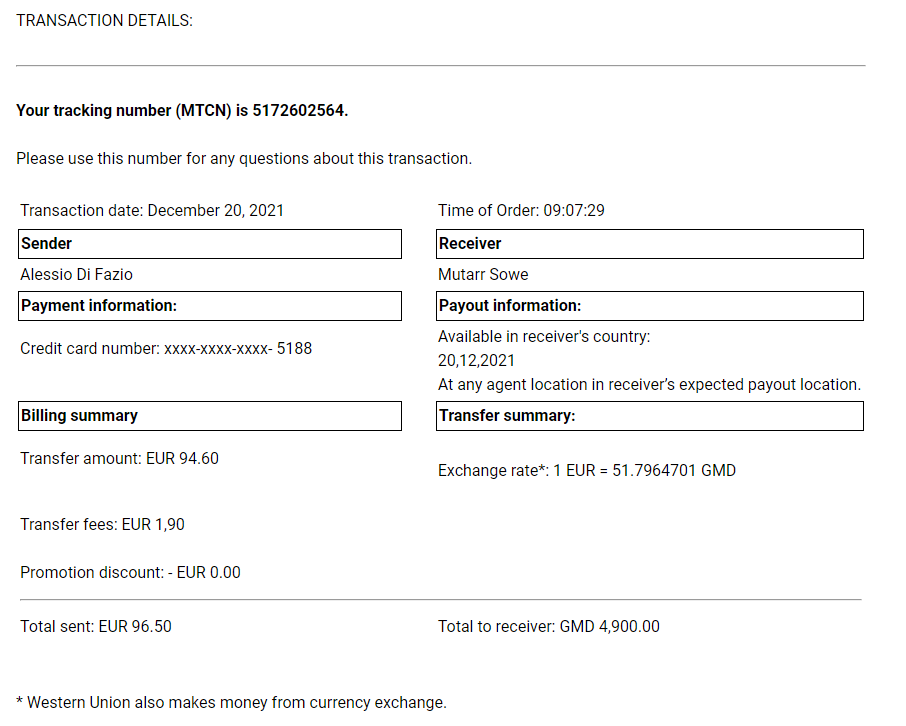 TRANSACTION DETAILS:
Your tracking number (MTCN) is 5172602564.
Please use this number for any questions about this transaction.
Transaction date: December 20, 2021
Time of Order: 09:07:29
Sender
Receiver
Alessio Di Fazio
Mutarr Sowe
Payment information:
Payout information:
Credit card number: xxxx-xxxx-xxxx- 5188
Available in receiver's country:
20,12,2021
At any agent location in receiver’s expected payout location.
Billing summary
Transfer summary:
Transfer amount: EUR 94.60
Exchange rate*: 1 EUR = 51.7964701 GMD
Transfer fees: EUR 1,90
Promotion discount: - EUR 0.00
Total sent: EUR 96.50
Total to receiver: GMD 4,900.00
* Western Union also makes money from currency exchange.